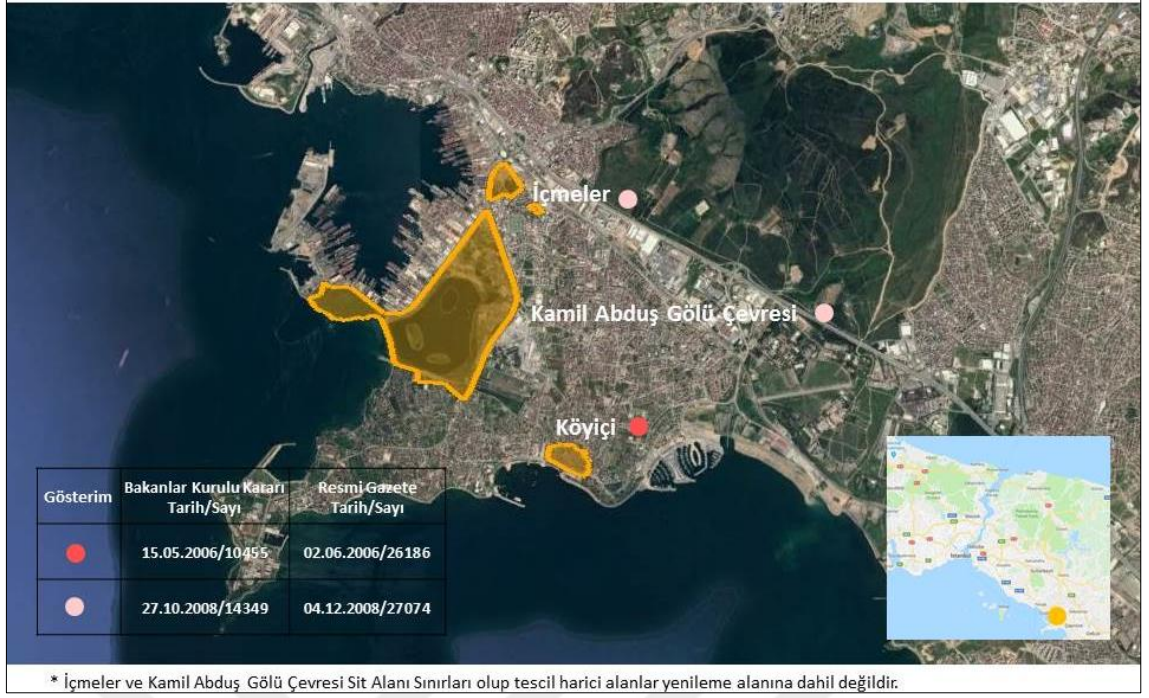 İçmeler
Kamil Abduş Gölü Çevresi
Köyiçi
Gösterim Bakanlar Kurulu Kararı Tarih/Sayı Resmi Gazete Tarih/Sayı
15.05.2006/10455 02.06.2006/26186
27.10.2008/14349 04.12.2008/27074
* İçmeler ve Kamil Abduş Gölü Çevresi Sit Alanı Sınırları olup tescil harici alanlar yenileme alanına dahil değildir.